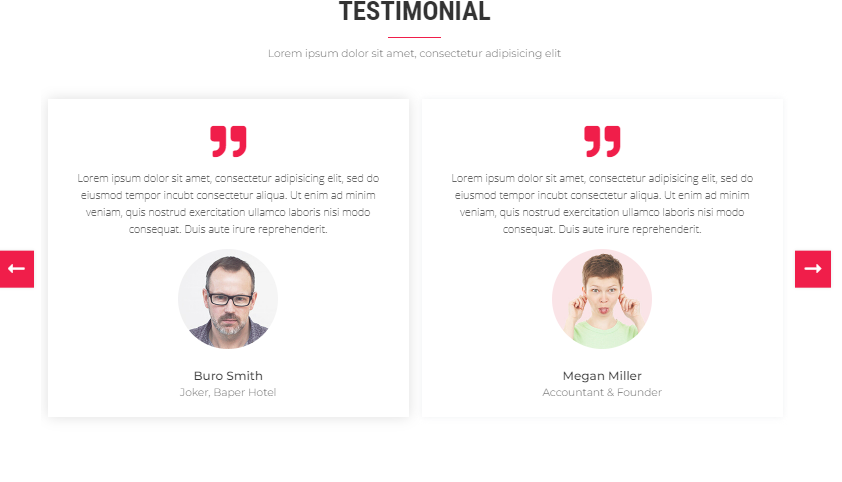 TESTIMONIAL
Lorem ipsum dolor sit amet, consectetur adipisicing elit
Lorem ipsum dolor sit amet, consectetur adipisicing elit, sed do
eiusmod tempor incubt consectetur aliqua. Ut enim ad minim
veniam, quis nostrud exercitation ullamco laboris nisi modo
consequat. Duis aute irure reprehenderit.
Buro Smith
Joker, Baper Hotel
Lorem ipsum dolor sit amet, consectetur adipisicing elit, sed do
eiusmod tempor incubt consectetur aliqua. Ut enim ad minim
veniam, quis nostrud exercitation ullamco laboris nisi modo
consequat. Duis aute irure reprehenderit.
Megan Miller
Accountant & Founder